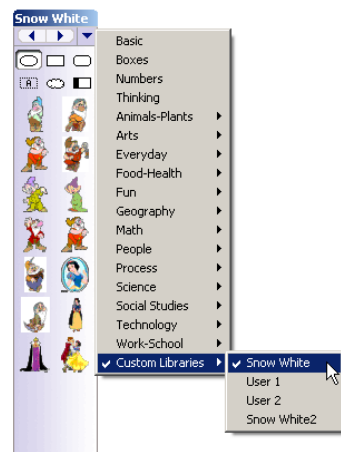 Snow White
Basic
Boxes
Numbers
Thinking
Animals-Plants
Arts
Everyday
Food-Health
Fun
Geography
Math
People
Process
Science
Social Studies
Technology
Work-School
Custom Libraries
Snow White
User 1
User 2
Snow White2
A